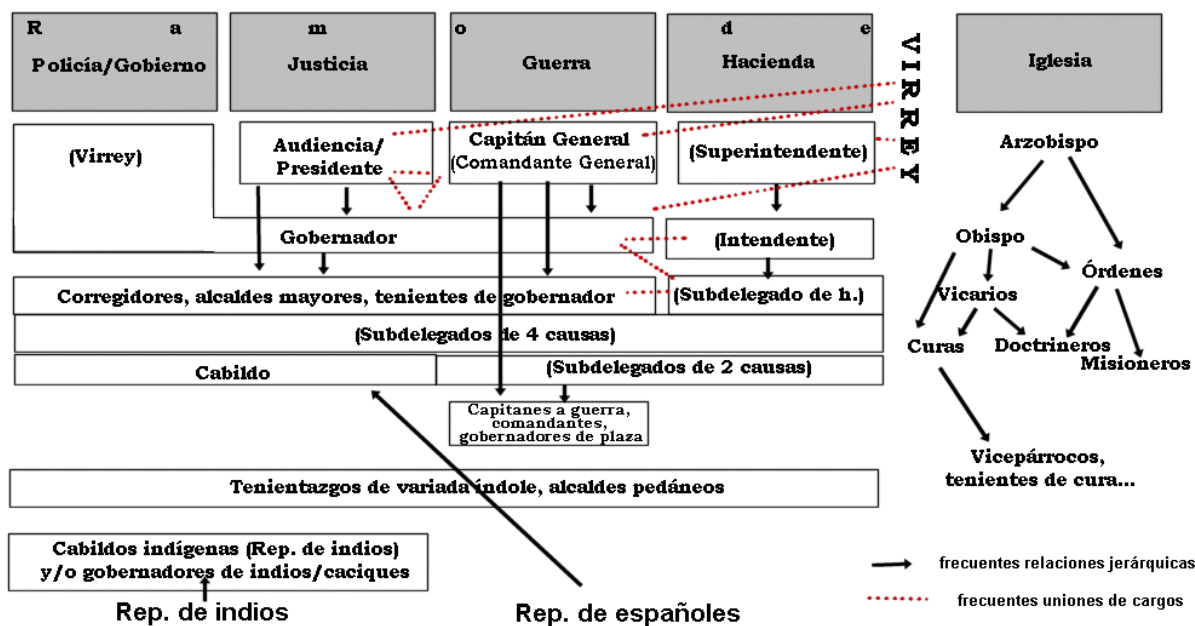 R a m o d e
Policía/Gobierno
Justicia
Guerra
Hacienda
VIRREY
Iglesia
(Virrey)
Audiencia/
Presidente
Capitán General
(Comandante General)
(Superintendente)
Arzobispo
Gobernador
(Intendente)
Obispo
Órdenes
Corregidores, alcaldes mayores, tenientes de gobernador
(Subdelegado de h.)
Vicarios
(Subdelegados de 4 causas)
Curas
Doctrineros
Misioneros
Cabildo
(Subdelegados de 2 causas)
Capitanes a guerra,
comandantes,
gobernadores de plaza
Vicepárrocos,
tenientes de cura...
Tenientazgos de variada índole, alcaldes pedáneos
Cabildos indígenas (Rep. de indios)
y/o gobernadores de indios/caciques
frecuentes relaciones jerárquicas
frecuentes uniones de cargos
Rep. de indios
Rep. de españoles